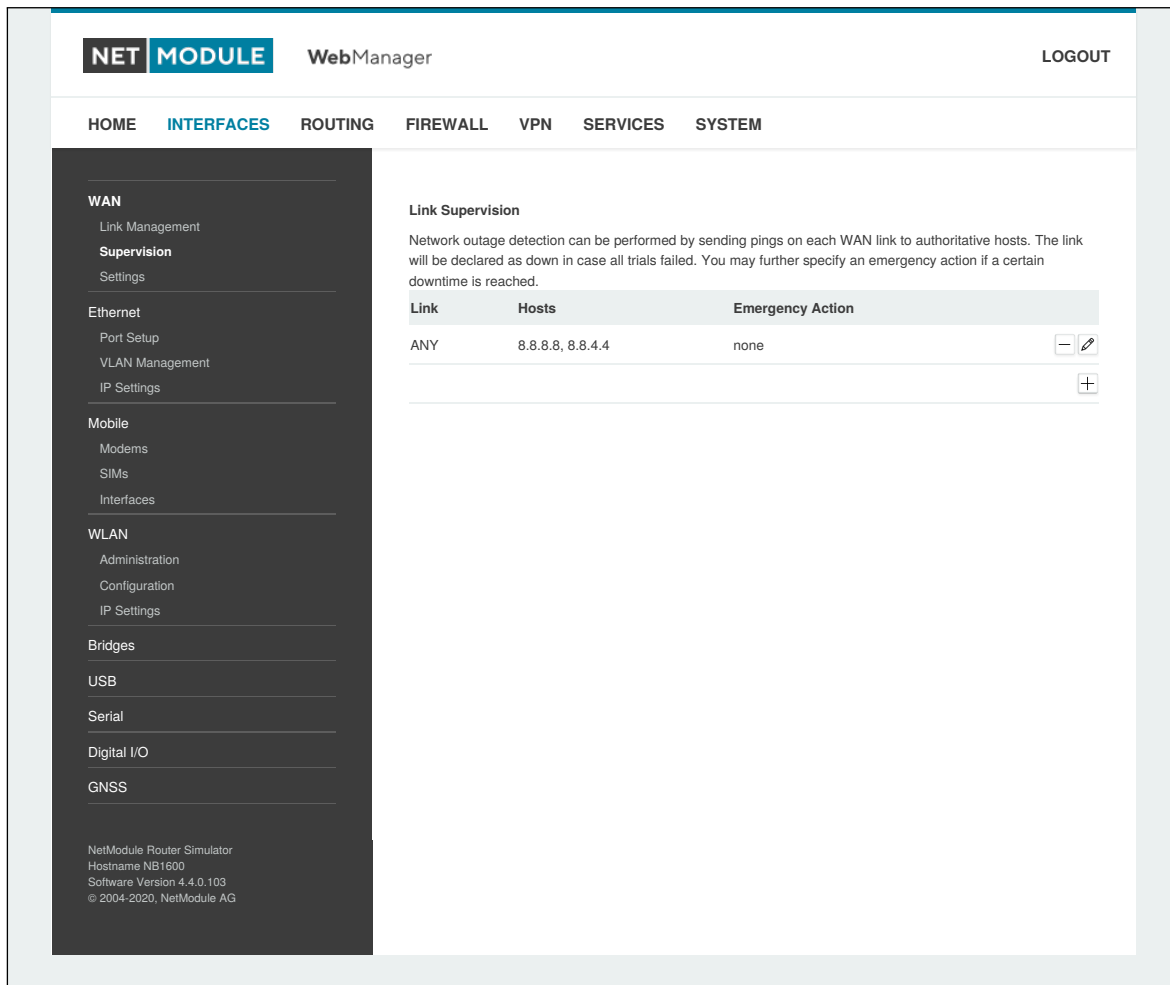 NET MODULE WebManager LOGOUT
HOME INTERFACES ROUTING FIREWALL VPN SERVICES SYSTEM
WAN
Link Management
Supervision
Settings
Ethernet
Port Setup
VLAN Management
IP Settings
Mobile
Modems
SIMs
Interfaces
WLAN
Administration
Configuration
IP Settings
Bridges
USB
Serial
Digital I/O
GNSS
NetModule Router Simulator
Hostname NB1600
Software Version 4.4.0.103
© 2004-2020, NetModule AG
Link Supervision
Network outage detection can be performed by sending pings on each WAN link to authoritative hosts. The link
will be declared as down in case all trials failed. You may further specify an emergency action if a certain
downtime is reached.
Link Hosts Emergency Action
ANY 8.8.8.8, 8.8.4.4 none